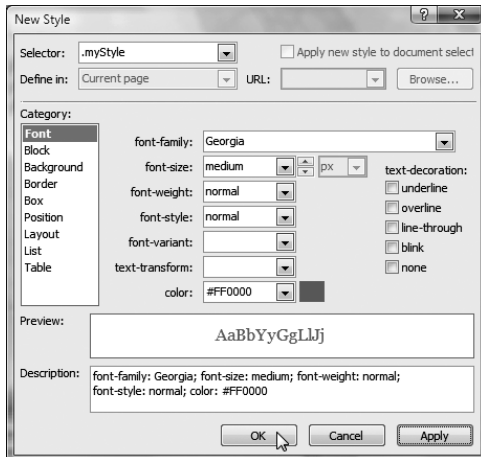 New Style
Selector: .myStyle Apply new style to document select
Define in: Current page URL: Browse...
Category:
Font
Block
Background
Border
Box
Position
Layout
List
Table
font-family: Georgia
font-size: medium px
font-weight: normal
font-style: normal
font-variant:
text-transform:
color: #FF0000
text-decoration:
underline
overline
line-through
blink
none
Preview: AaBbYyGgLlJj
Description: font-family: Georgia; font-size: medium; font-weight: normal;
font-style: normal; color: #FF0000
OK Cancel Apply